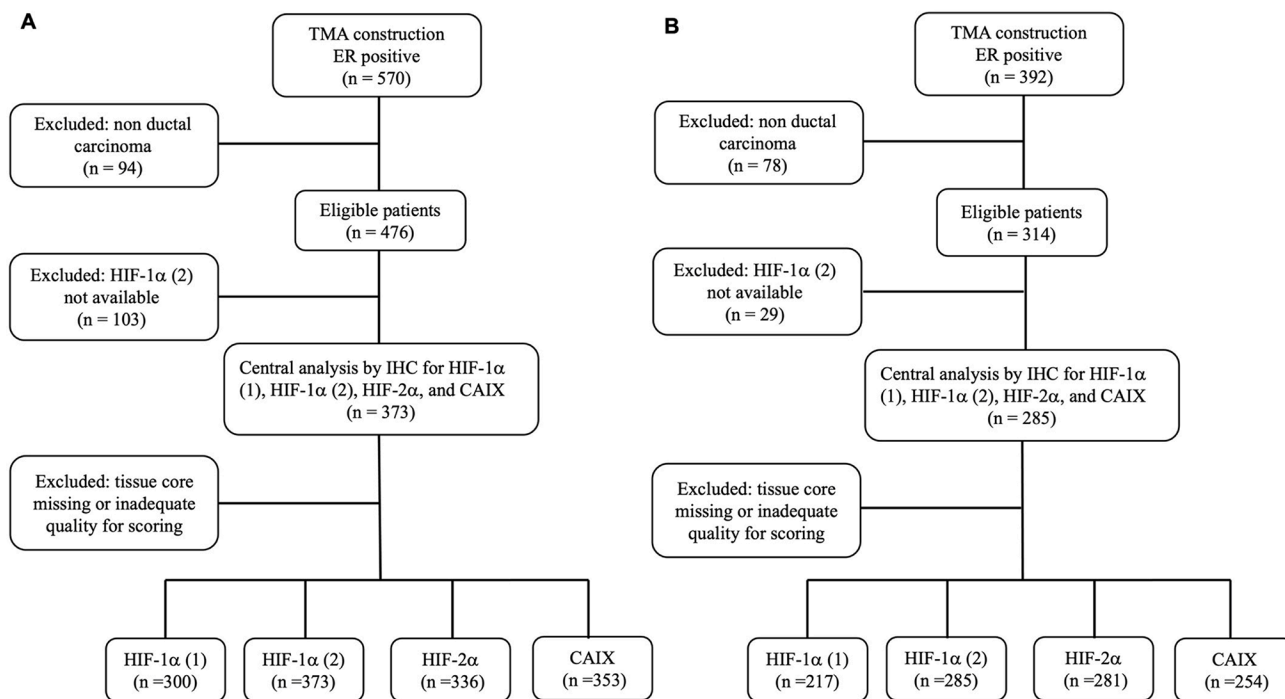 A
TMA construction
ER positive
(n = 570)
Excluded: non ductal
carcinoma
(n = 94)
Eligible patients
(n = 476)
Excluded: HIF-1α (2)
not available
(n = 103)
Central analysis by IHC for HIF-1α
(1), HIF-1α (2), HIF-2α, and CAIX
(n = 373)
Excluded: tissue core
missing or inadequate
quality for scoring
HIF-1α (1)
(n =300)
HIF-1α (2)
(n =373)
HIF-2α
(n =336)
CAIX
(n =353)
B
TMA construction
ER positive
(n = 392)
Excluded: non ductal
carcinoma
(n = 78)
Eligible patients
(n = 314)
Excluded: HIF-1α (2)
not available
(n = 29)
Central analysis by IHC for HIF-1α
(1), HIF-1α (2), HIF-2α, and CAIX
(n = 285)
Excluded: tissue core
missing or inadequate
quality for scoring
HIF-1α (1)
(n =217)
HIF-1α (2)
(n =285)
HIF-2α
(n =281)
CAIX
(n =254)